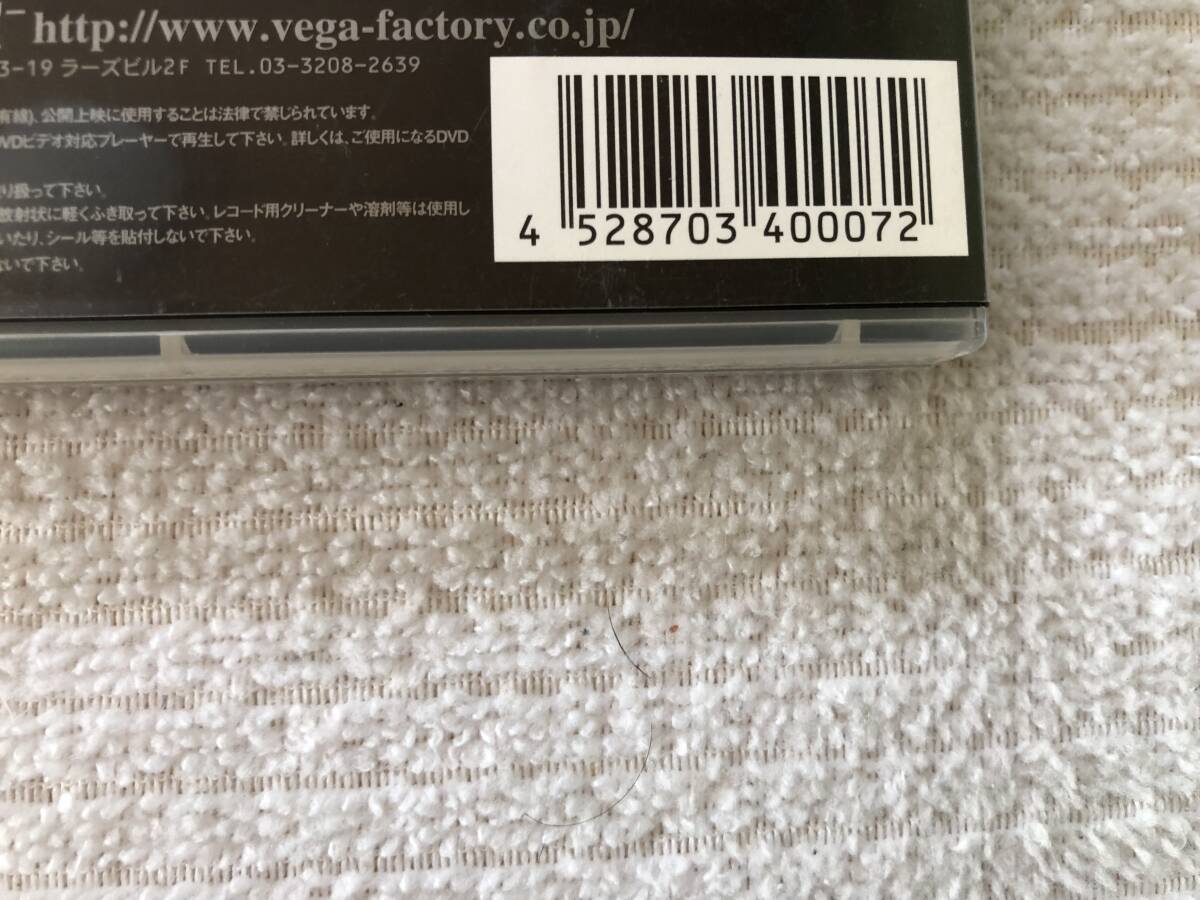 http://www.vega-factory.co.jp/
3-19 ラーズビル2F TEL.03-3208-2639
有線)、公開上映に使用することは法律で禁じられています。
VDビデオ対応プレーヤーで再生して下さい。詳しくは、ご使用になるDVD
り扱って下さい。
放射状に軽くふき取って下さい。レコード用クリーナーや溶剤等は使用し
いたり、シール等を貼付しないで下さい。
ないで下さい。
4 528703 400072